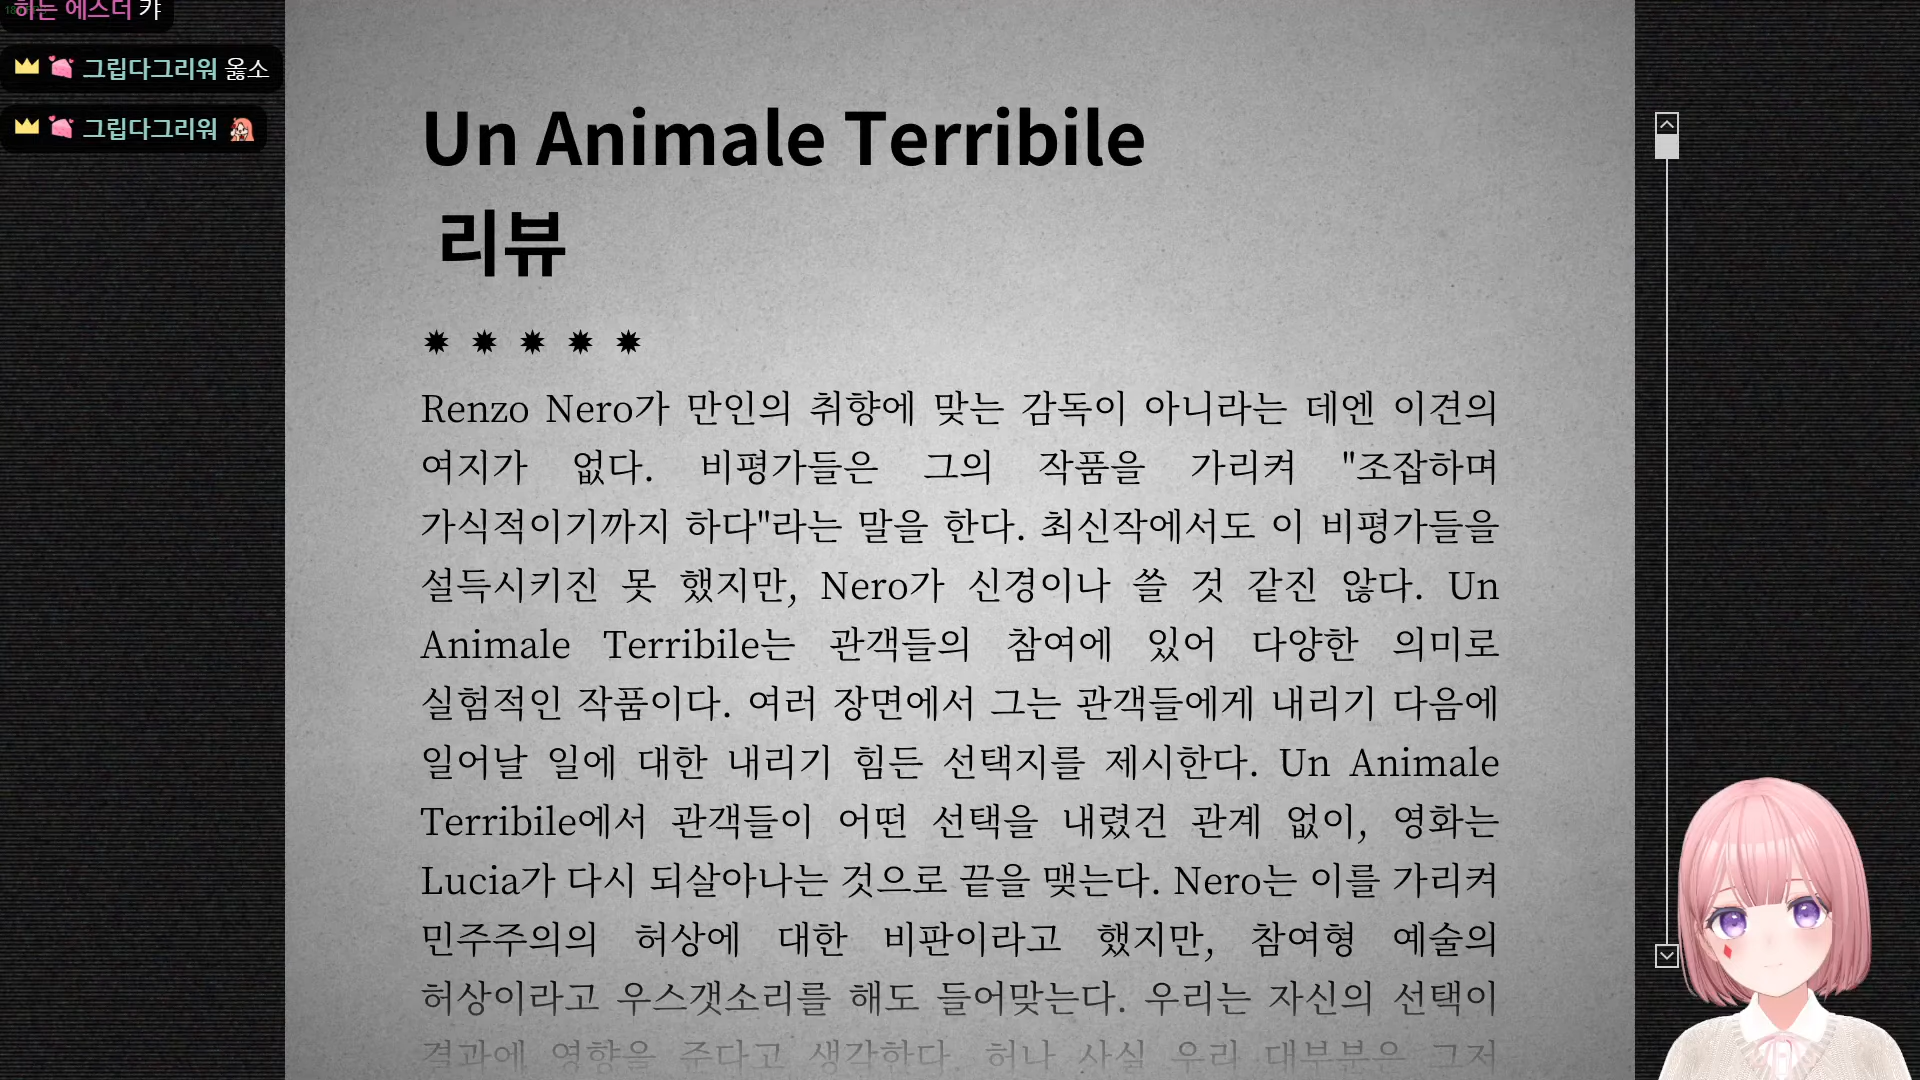 하는 에스더 캬
그립다그리워 옳소
그립다그리워
Un Animale Terribile
리뷰
Renzo Nero가 만인의 취향에 맞는 감독이 아니라는 데엔 이견의
여지가 없다. 비평가들은 그의 작품을 가리켜 "조잡하며
가식적이기까지 하다"라는 말을 한다. 최신작에서도 이 비평가들을
설득시키진 못 했지만, Nero가 신경이나 쓸 것 같진 않다. Un
Animale Terribile는 관객들의 참여에 있어 다양한 의미로
실험적인 작품이다. 여러 장면에서 그는 관객들에게 내리기 다음에
일어날 일에 대한 내리기 힘든 선택지를 제시한다. Un Animale
Terribile에서 관객들이 어떤 선택을 내렸건 관계 없이, 영화는
Lucia가 다시 되살아나는 것으로 끝을 맺는다. Nero는 이를 가리켜
민주주의의 허상에 대한 비판이라고 했지만, 참여형 예술의
허상이라고 우스갯소리를 해도 들어맞는다. 우리는 자신의 선택이
결과에 영향을 준다고 생각한다. 허나 사실 우리 대부분은 그저